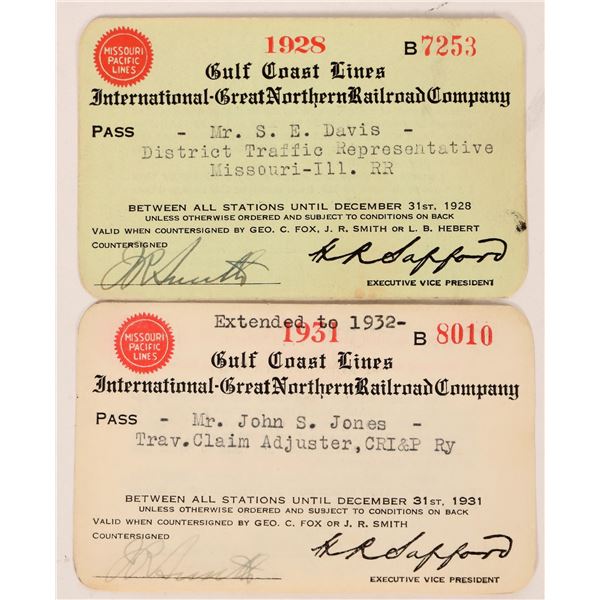 MISSOURI
PACIFIC
LINES
1928 B 7253
Gulf Coast Lines
International-Great Northern Railroad Company
PASS - Mr. S. E. Davis -
District Traffic Representative
Missouri-Ill. RR
BETWEEN ALL STATIONS UNTIL DECEMBER 31ST, 1928
UNLESS OTHERWISE ORDERED AND SUBJECT TO CONDITIONS ON BACK
VALID WHEN COUNTERSIGNED BY GEO. C. FOX, J. R. SMITH OR L. B. HEBERT
COUNTERSIGNED
J R Smith H R Safford
EXECUTIVE VICE PRESIDENT
Extended to 1932-
MISSOURI
PACIFIC
LINES
1931 B 8010
Gulf Coast Lines
International-Great Northern Railroad Company
PASS - Mr. John S. Jones -
Trav.Claim Adjuster,CRI&P Ry
BETWEEN ALL STATIONS UNTIL DECEMBER 31ST, 1931
UNLESS OTHERWISE ORDERED AND SUBJECT TO CONDITIONS ON BACK
VALID WHEN COUNTERSIGNED BY GEO. C. FOX OR J. R. SMITH
COUNTERSIGNED
J R Smith H R Safford
EXECUTIVE VICE PRESIDENT